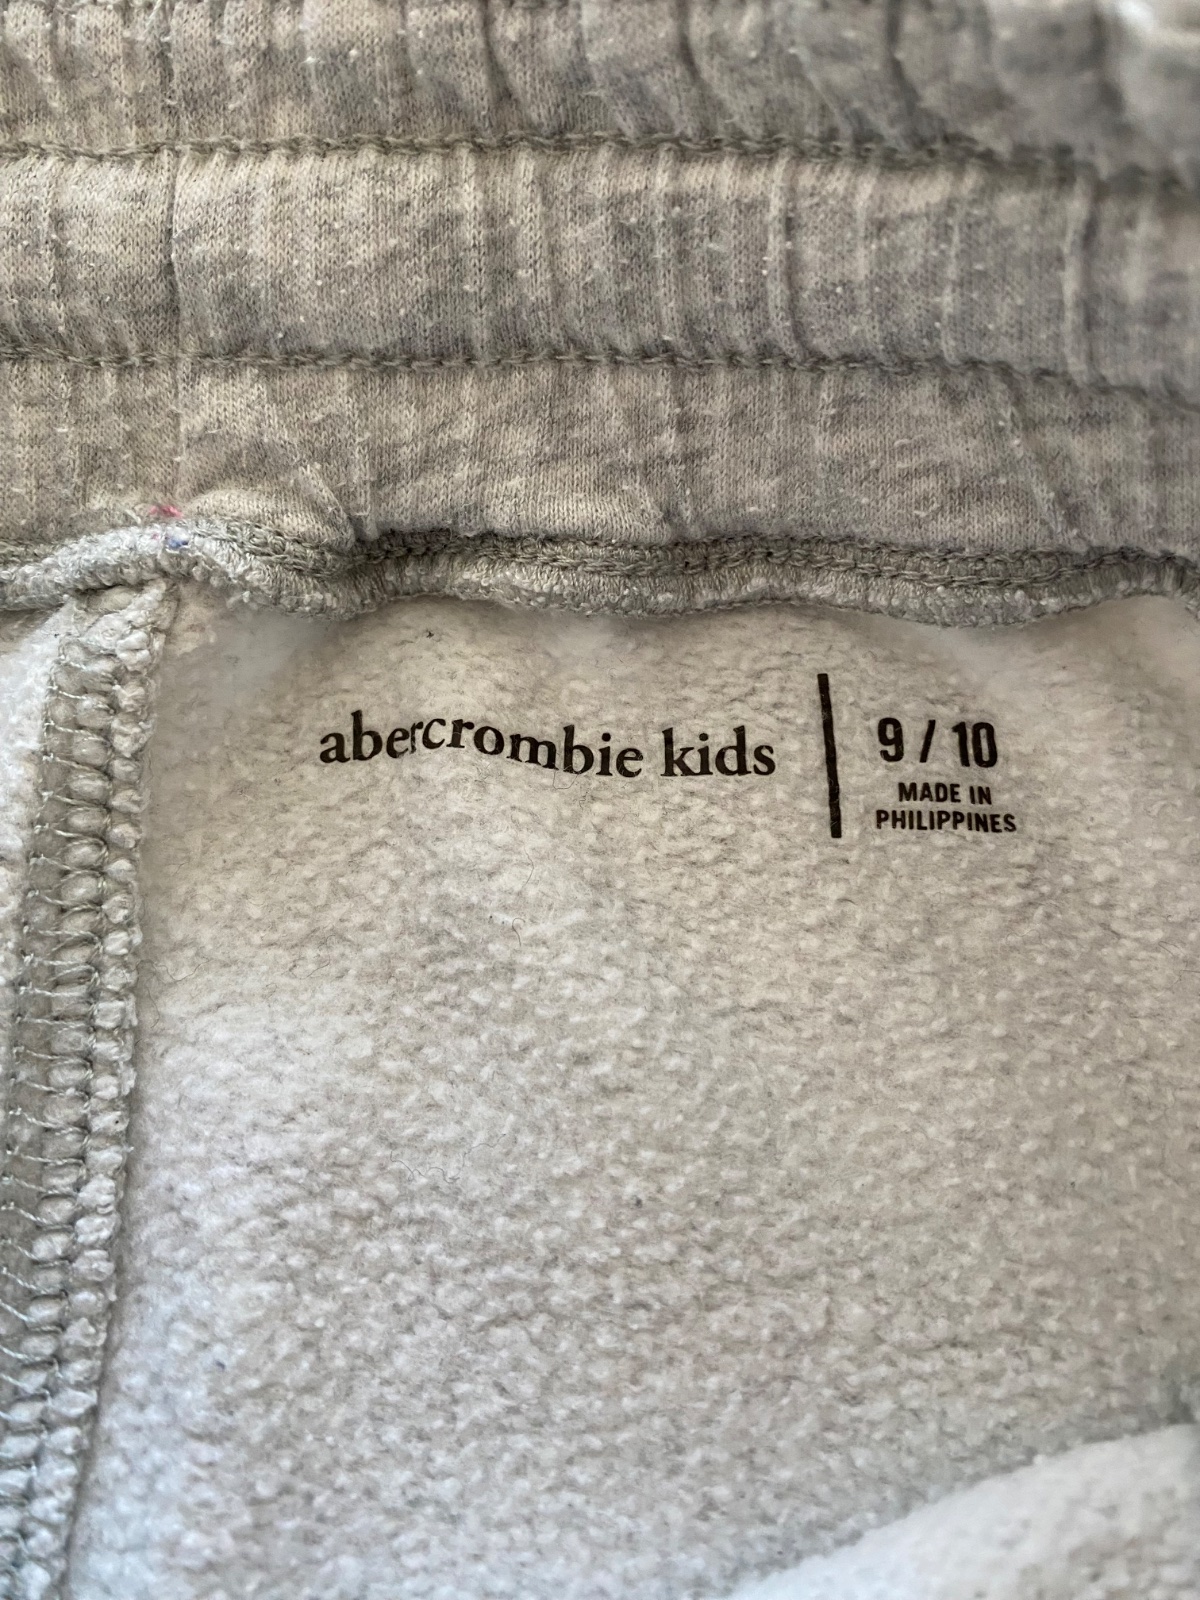 abercrombie kids
9 / 10
MADE IN
PHILIPPINES